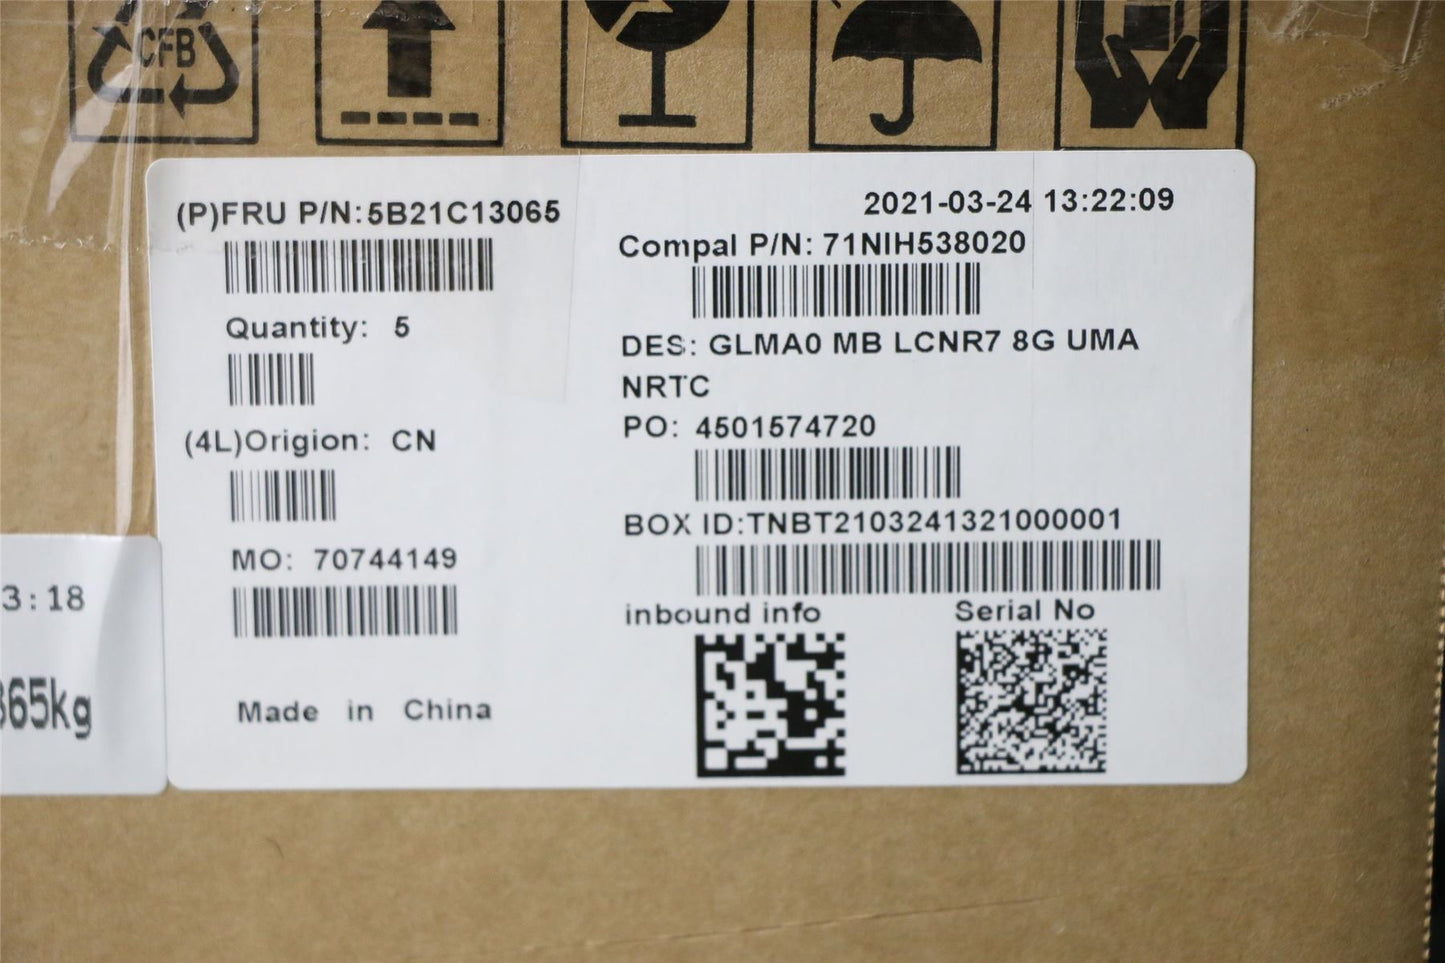 CFB
(P)FRU P/N:5B21C13065
2021-03-24 13:22:09
Compal P/N: 71NIH538020
Quantity: 5
DES: GLMA0 MB LCNR7 8G UMA
NRTC
(4L)Origion: CN
PO: 4501574720
BOX ID:TNBT2103241321000001
MO: 70744149
inbound info
Serial No
Made in China
3:18
365kg